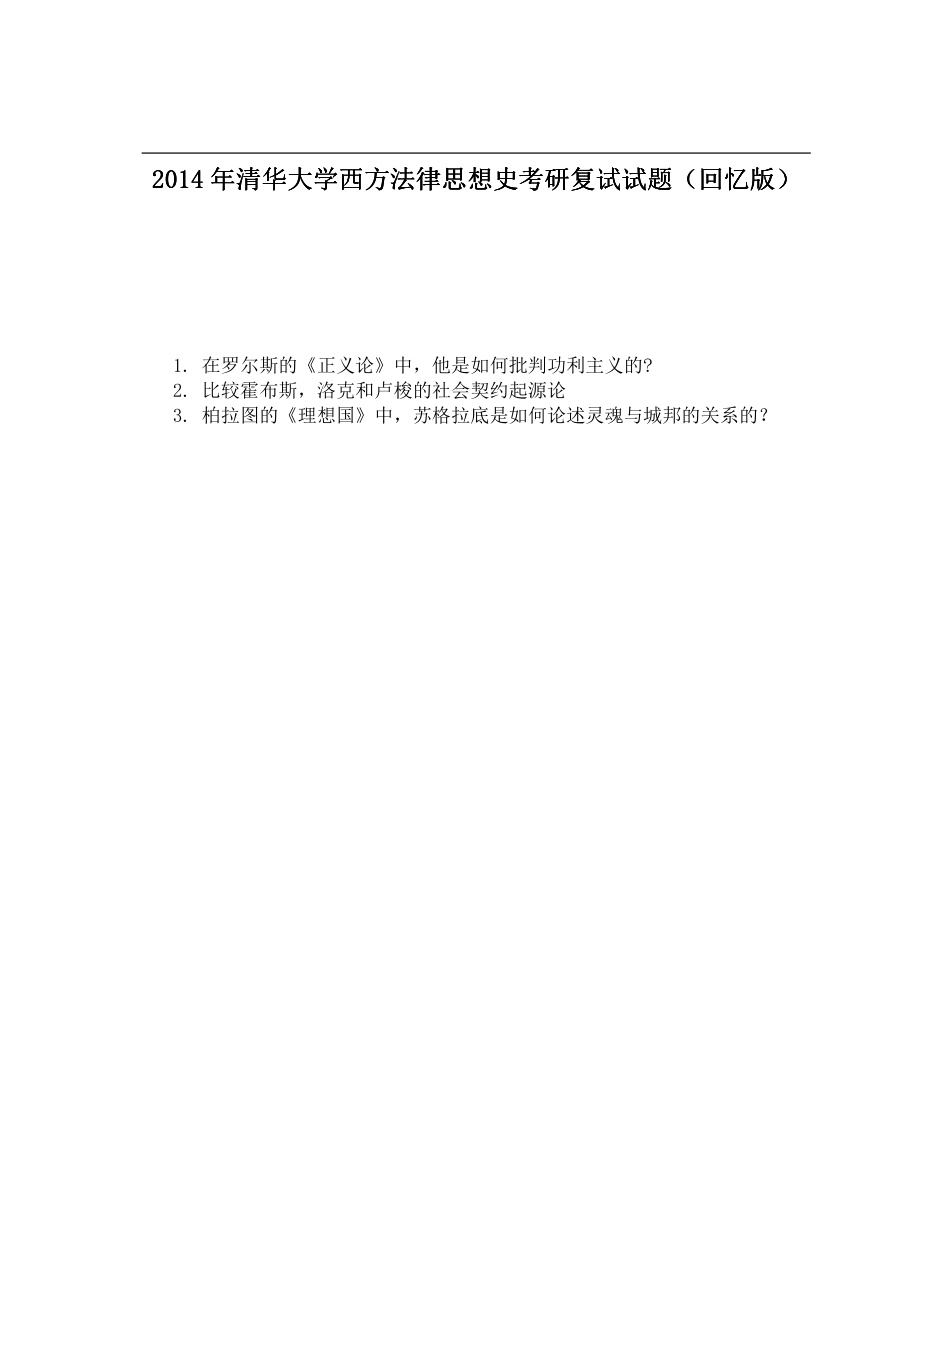 2014年清华大学西方法律思想史考研复试试题（回忆版）
1. 在罗尔斯的《正义论》中，他是如何批判功利主义的?
2. 比较霍布斯，洛克和卢梭的社会契约起源论
3. 柏拉图的《理想国》中，苏格拉底是如何论述灵魂与城邦的关系的？